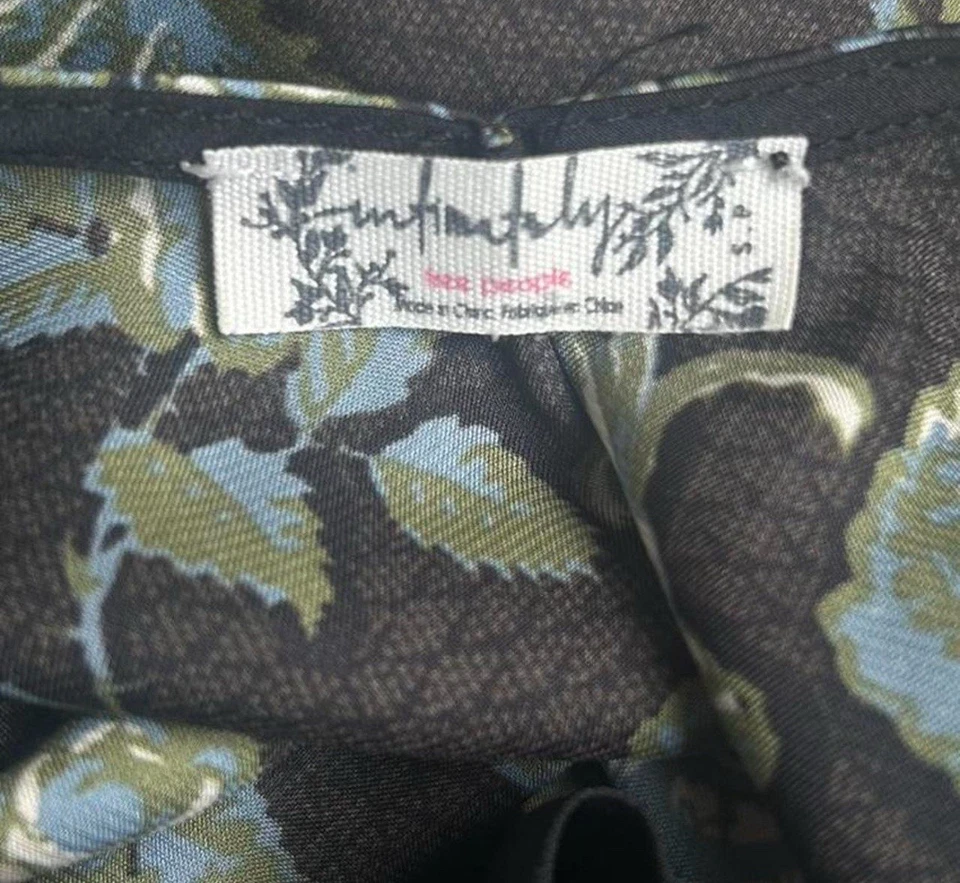 intimately
free people
Made in China. Fabriqué en Chine
S.P